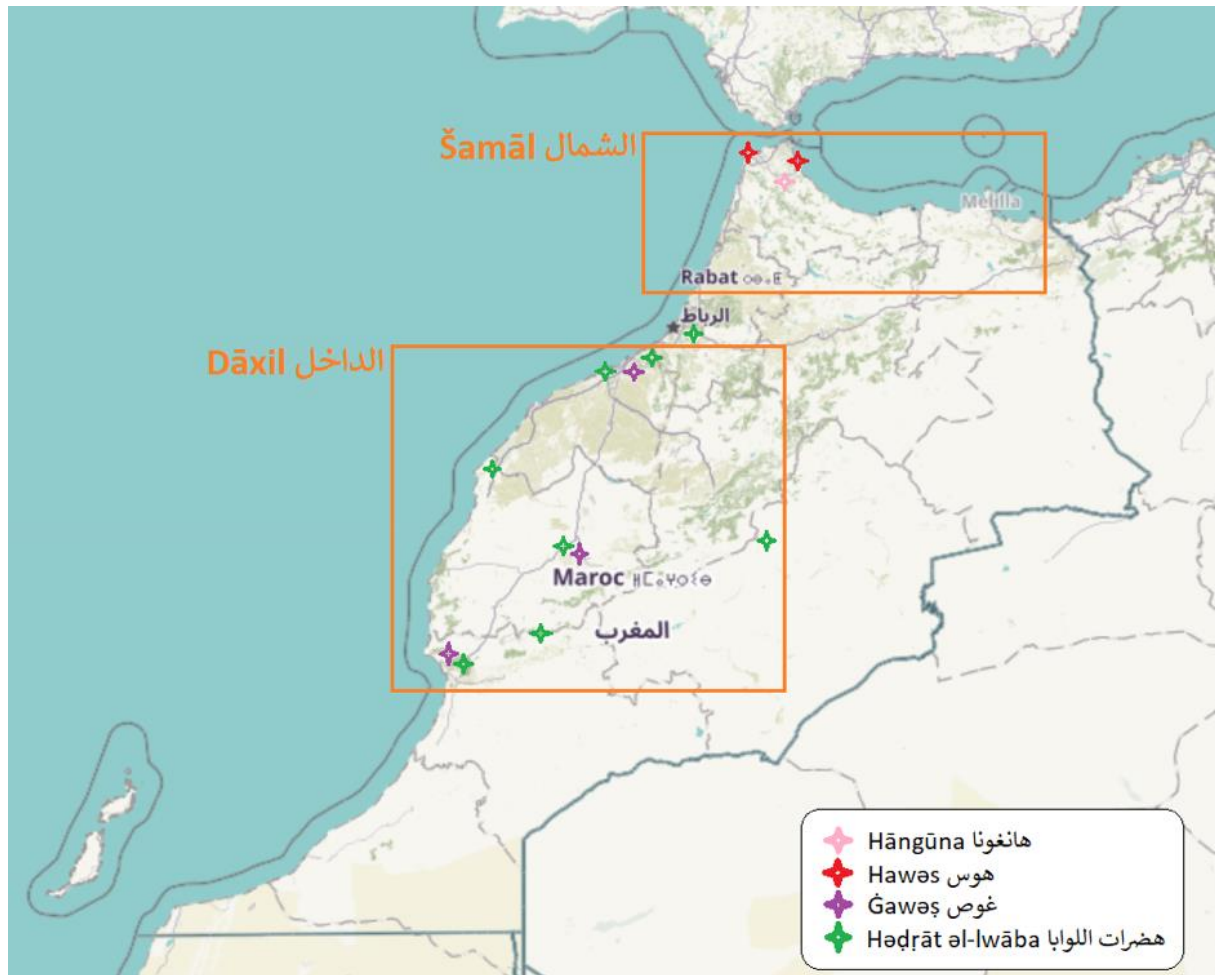 Šamāl الشمال
Melilla
Rabat ⵔⴱⴰⵟ
الرباط
Dāxil الداخل
Maroc ⵍⵎⴰⵖⵔⵉⴱ
المغرب
Hāngūna هانغونا
Hawəs هوس
Ġawəṣ غوص
Həḍṛāt əl-lwāba هضرات اللوابا